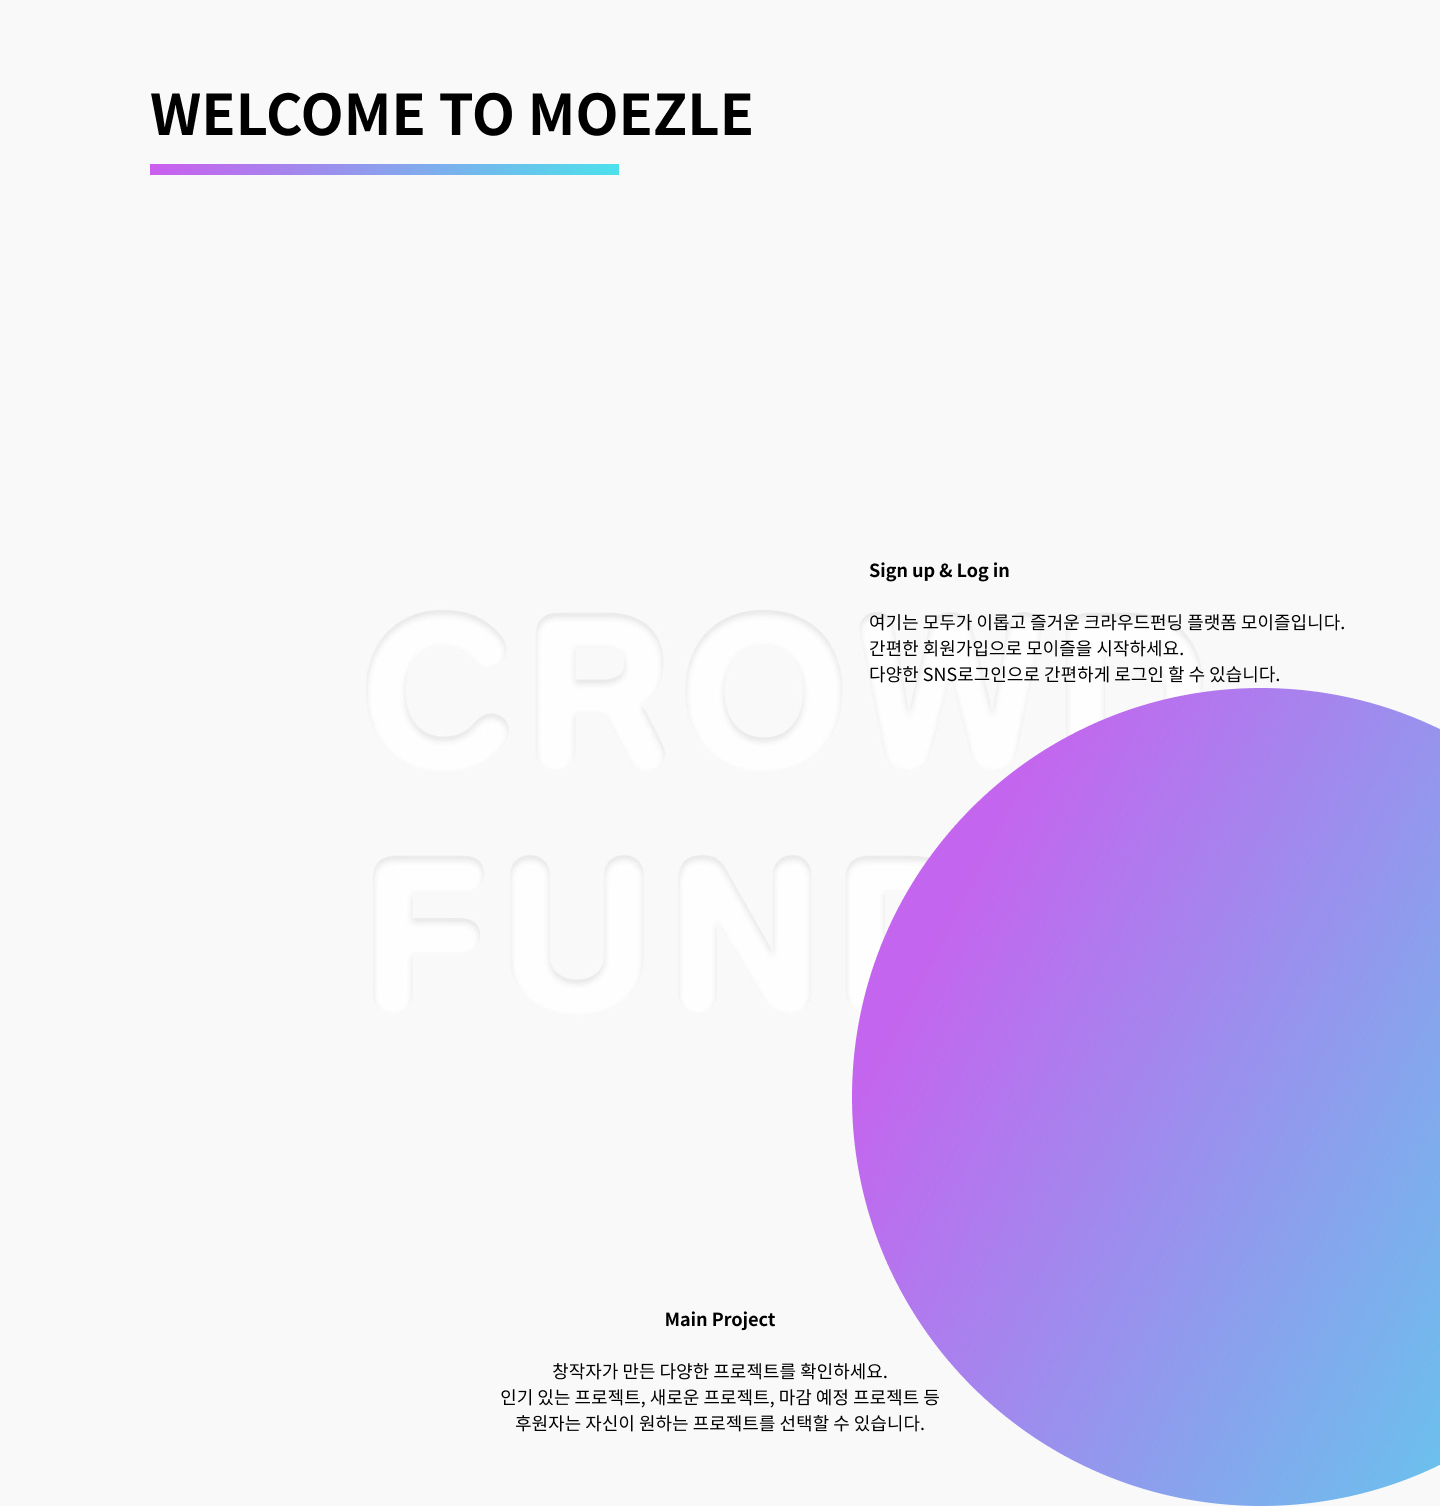 WELCOME TO MOEZLE
Sign up & Log in
여기는 모두가 이롭고 즐거운 크라우드펀딩 플랫폼 모이즐입니다.
간편한 회원가입으로 모이즐을 시작하세요.
다양한 SNS로그인으로 간편하게 로그인 할 수 있습니다.
CROWD
FUND
Main Project
창작자가 만든 다양한 프로젝트를 확인하세요.
인기 있는 프로젝트, 새로운 프로젝트, 마감 예정 프로젝트 등
후원자는 자신이 원하는 프로젝트를 선택할 수 있습니다.